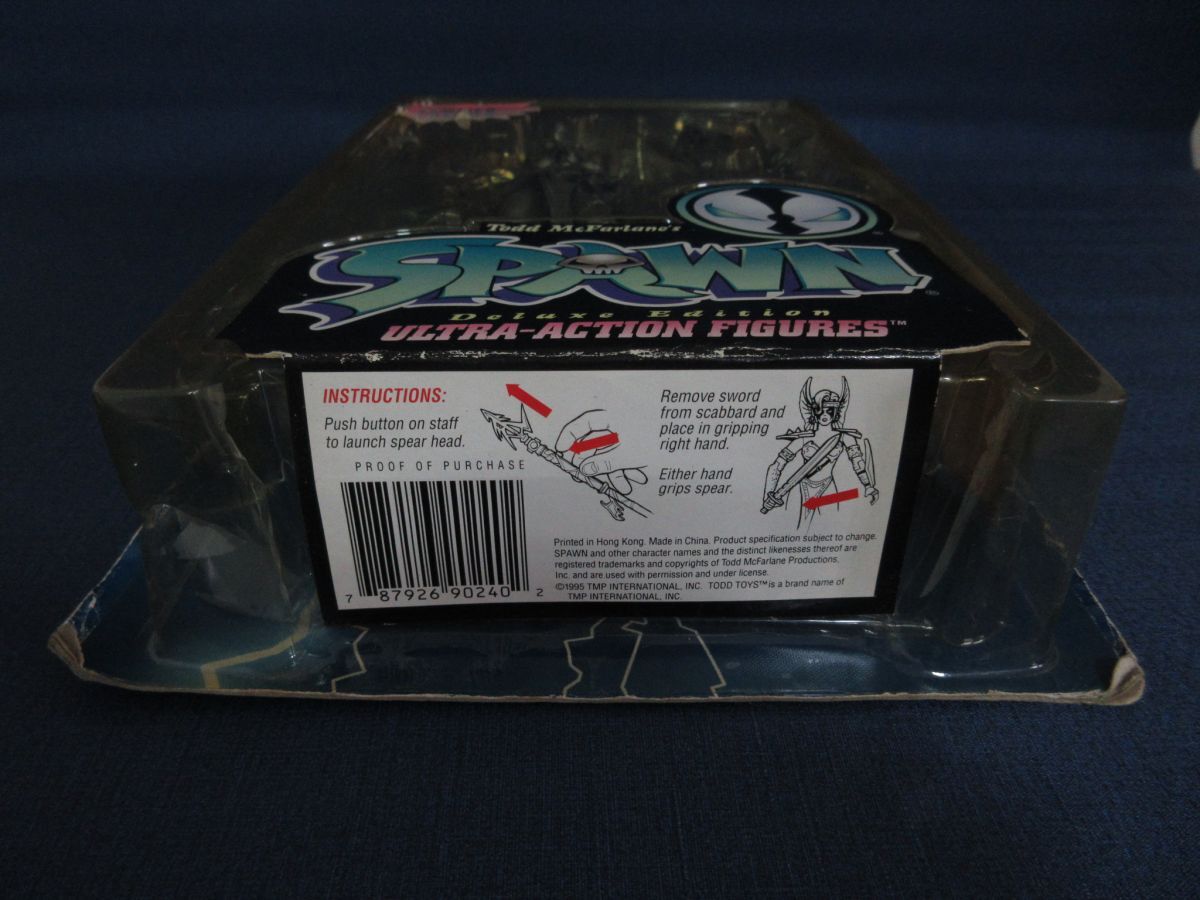 Todd McFarlane's
SPAWN®
Deluxe Edition
ULTRA-ACTION FIGURES™
INSTRUCTIONS:
Push button on staff
to launch spear head.
PROOF OF PURCHASE
7 87926 90240 2
Remove sword
from scabbard and
place in gripping
right hand.
Either hand
grips spear.
Printed in Hong Kong. Made in China. Product specification subject to change.
SPAWN and other character names and the distinct likenesses thereof are
registered trademarks and copyrights of Todd McFarlane Productions,
Inc. and are used with permission and under license.
©1995 TMP INTERNATIONAL, INC. TODD TOYS™ is a brand name of
TMP INTERNATIONAL, INC.